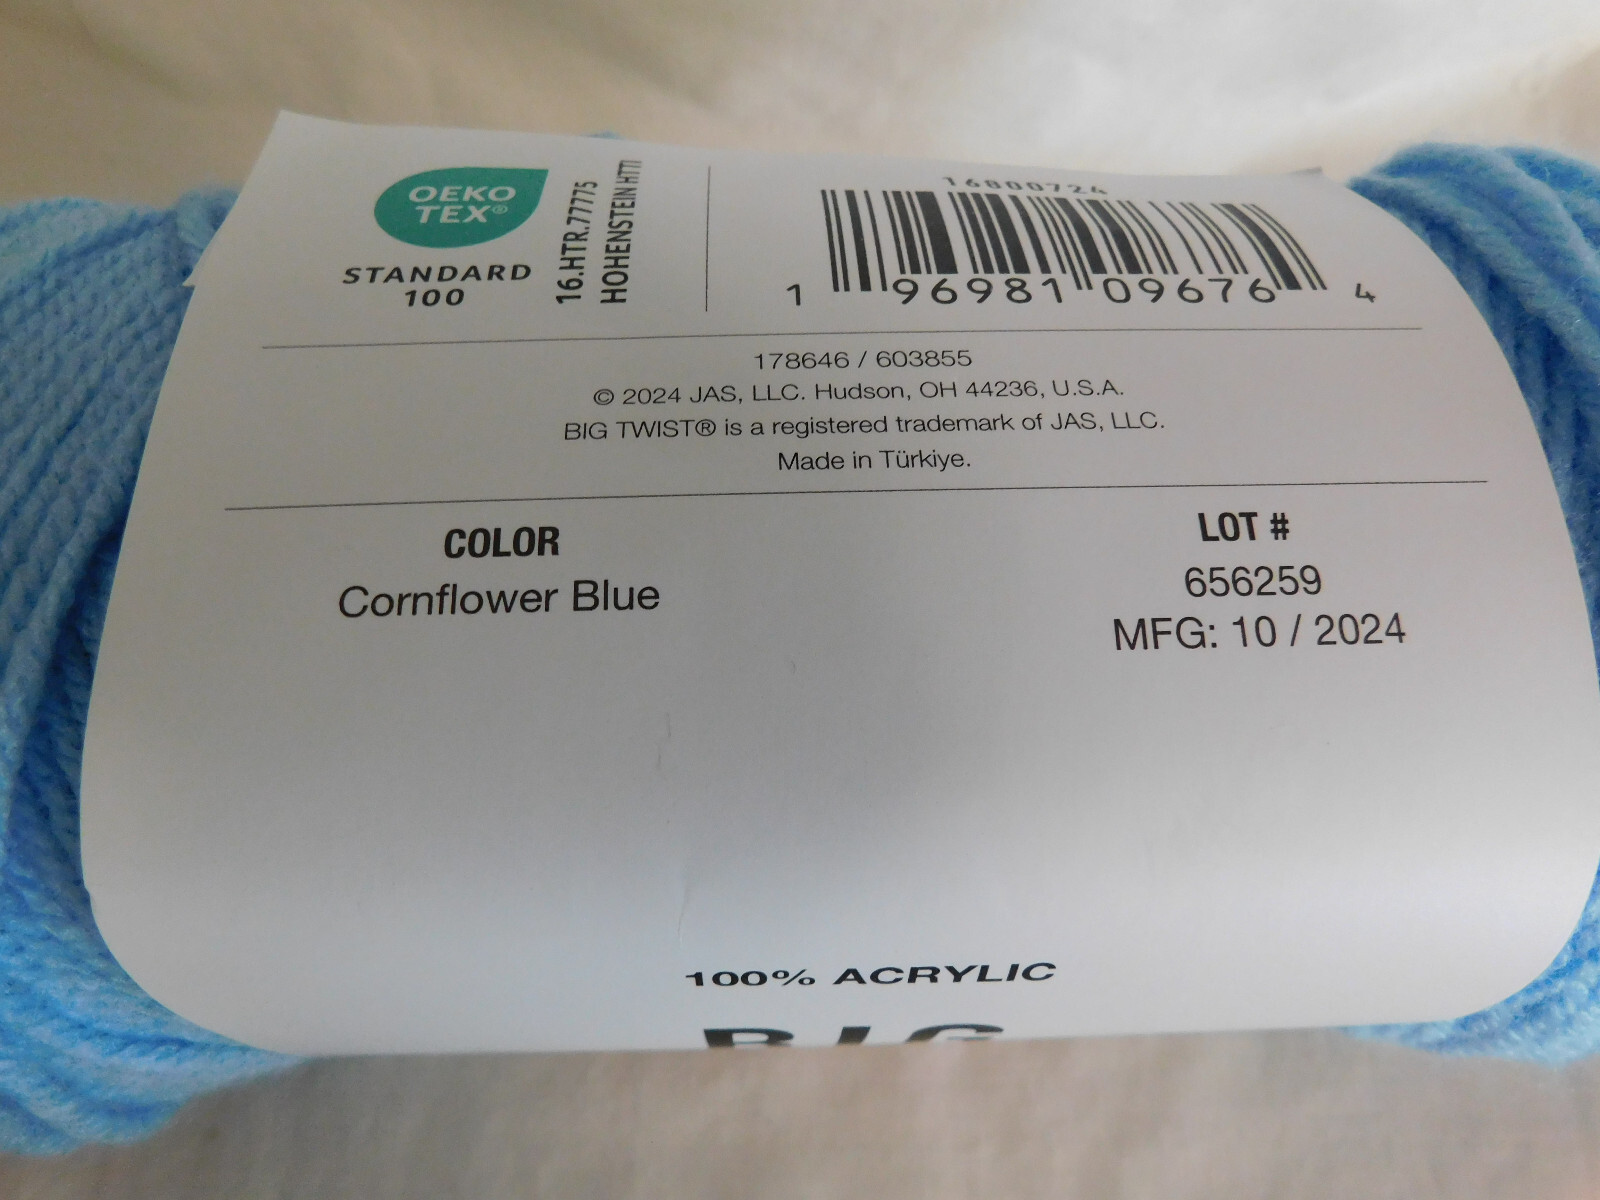 OEKO
TEX®
STANDARD
100
16.HTR.77775
HOHENSTEIN HTTI
16800724
1 96981 09676 4
178646 / 603855
© 2024 JAS, LLC. Hudson, OH 44236, U.S.A.
BIG TWIST® is a registered trademark of JAS, LLC.
Made in Türkiye.
COLOR
Cornflower Blue
LOT #
656259
MFG: 10 / 2024
100% ACRYLIC
BIG